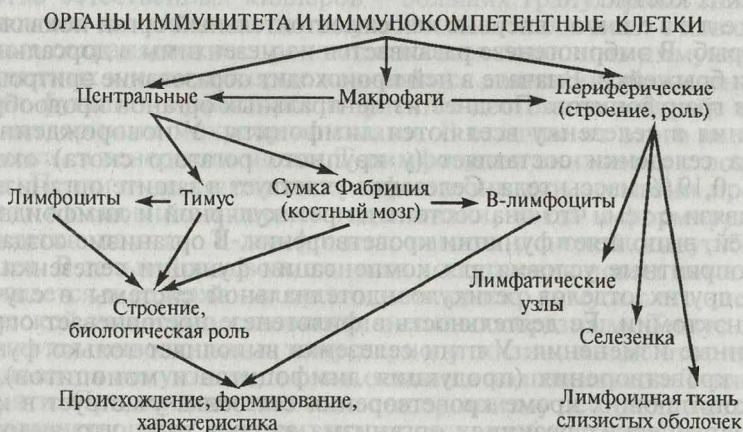 ОРГАНЫ ИММУНИТЕТА И ИММУНОКОМПЕТЕНТНЫЕ КЛЕТКИ
Центральные
Макрофаги
Периферические
(строение, роль)
Лимфоциты
Тимус
Сумка Фабриция
(костный мозг)
В-лимфоциты
Лимфатические
узлы
Строение,
биологическая роль
Селезенка
Происхождение, формирование,
характеристика
Лимфоидная ткань
слизистых оболочек